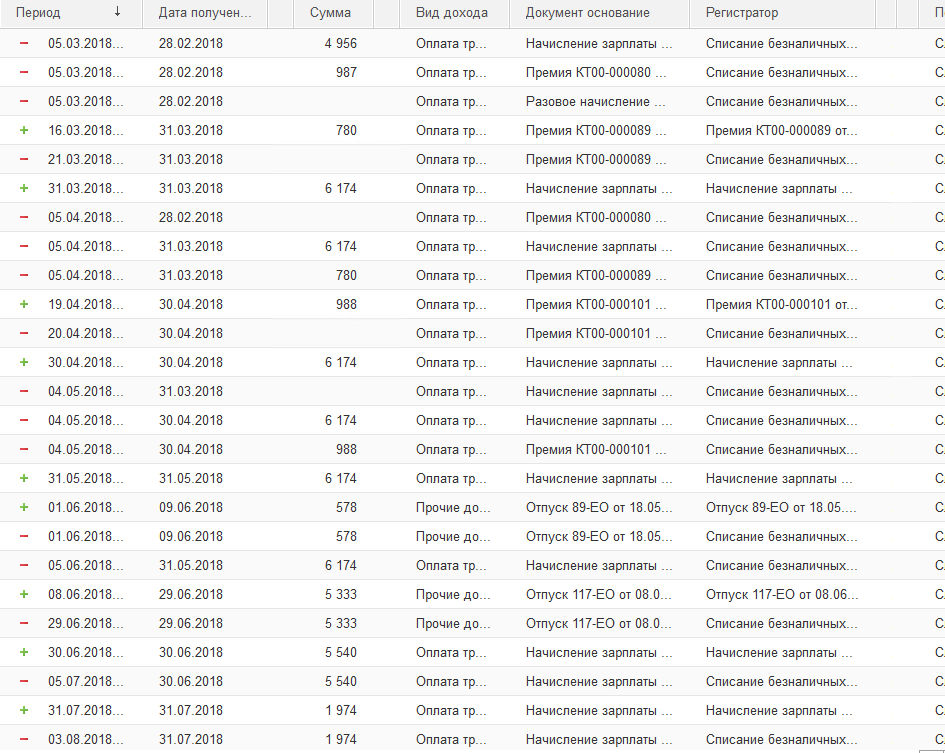 Период ↓ Дата получен... Сумма Вид дохода Документ основание Регистратор
− 05.03.2018... 28.02.2018 4 956 Оплата тр... Начисление зарплаты ... Списание безналичных...
− 05.03.2018... 28.02.2018 987 Оплата тр... Премия КТ00-000080 ... Списание безналичных...
− 05.03.2018... 28.02.2018 Оплата тр... Разовое начисление ... Списание безналичных...
+ 16.03.2018... 31.03.2018 780 Оплата тр... Премия КТ00-000089 ... Премия КТ00-000089 от...
− 21.03.2018... 31.03.2018 Оплата тр... Премия КТ00-000089 ... Списание безналичных...
+ 31.03.2018... 31.03.2018 6 174 Оплата тр... Начисление зарплаты ... Начисление зарплаты ...
− 05.04.2018... 28.02.2018 Оплата тр... Премия КТ00-000080 ... Списание безналичных...
− 05.04.2018... 31.03.2018 6 174 Оплата тр... Начисление зарплаты ... Списание безналичных...
− 05.04.2018... 31.03.2018 780 Оплата тр... Премия КТ00-000089 ... Списание безналичных...
+ 19.04.2018... 30.04.2018 988 Оплата тр... Премия КТ00-000101 ... Премия КТ00-000101 от...
− 20.04.2018... 30.04.2018 Оплата тр... Премия КТ00-000101 ... Списание безналичных...
+ 30.04.2018... 30.04.2018 6 174 Оплата тр... Начисление зарплаты ... Начисление зарплаты ...
− 04.05.2018... 31.03.2018 Оплата тр... Начисление зарплаты ... Списание безналичных...
− 04.05.2018... 30.04.2018 6 174 Оплата тр... Начисление зарплаты ... Списание безналичных...
− 04.05.2018... 30.04.2018 988 Оплата тр... Премия КТ00-000101 ... Списание безналичных...
+ 31.05.2018... 31.05.2018 6 174 Оплата тр... Начисление зарплаты ... Начисление зарплаты ...
+ 01.06.2018... 09.06.2018 578 Прочие до... Отпуск 89-ЕО от 18.05... Отпуск 89-ЕО от 18.05....
− 01.06.2018... 09.06.2018 578 Прочие до... Отпуск 89-ЕО от 18.05... Списание безналичных...
− 05.06.2018... 31.05.2018 6 174 Оплата тр... Начисление зарплаты ... Списание безналичных...
+ 08.06.2018... 29.06.2018 5 333 Прочие до... Отпуск 117-ЕО от 08.0... Отпуск 117-ЕО от 08.06...
− 29.06.2018... 29.06.2018 5 333 Прочие до... Отпуск 117-ЕО от 08.0... Списание безналичных...
+ 30.06.2018... 30.06.2018 5 540 Оплата тр... Начисление зарплаты ... Начисление зарплаты ...
− 05.07.2018... 30.06.2018 5 540 Оплата тр... Начисление зарплаты ... Списание безналичных...
+ 31.07.2018... 31.07.2018 1 974 Оплата тр... Начисление зарплаты ... Начисление зарплаты ...
− 03.08.2018... 31.07.2018 1 974 Оплата тр... Начисление зарплаты ... Списание безналичных...